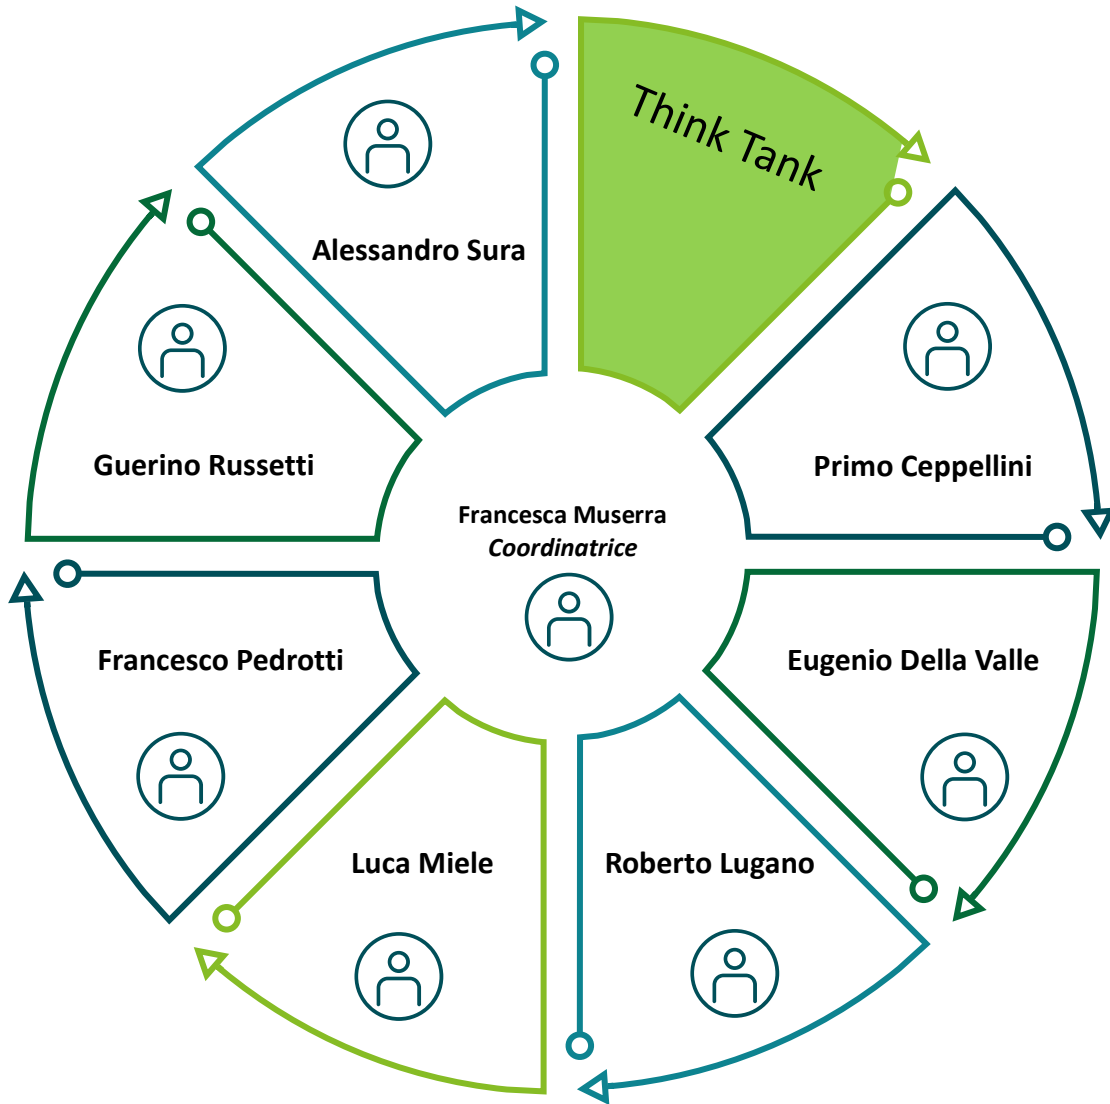 Think Tank
Alessandro Sura
Guerino Russetti
Primo Ceppellini
Francesca Muserra
Coordinatrice
Francesco Pedrotti
Eugenio Della Valle
Luca Miele
Roberto Lugano